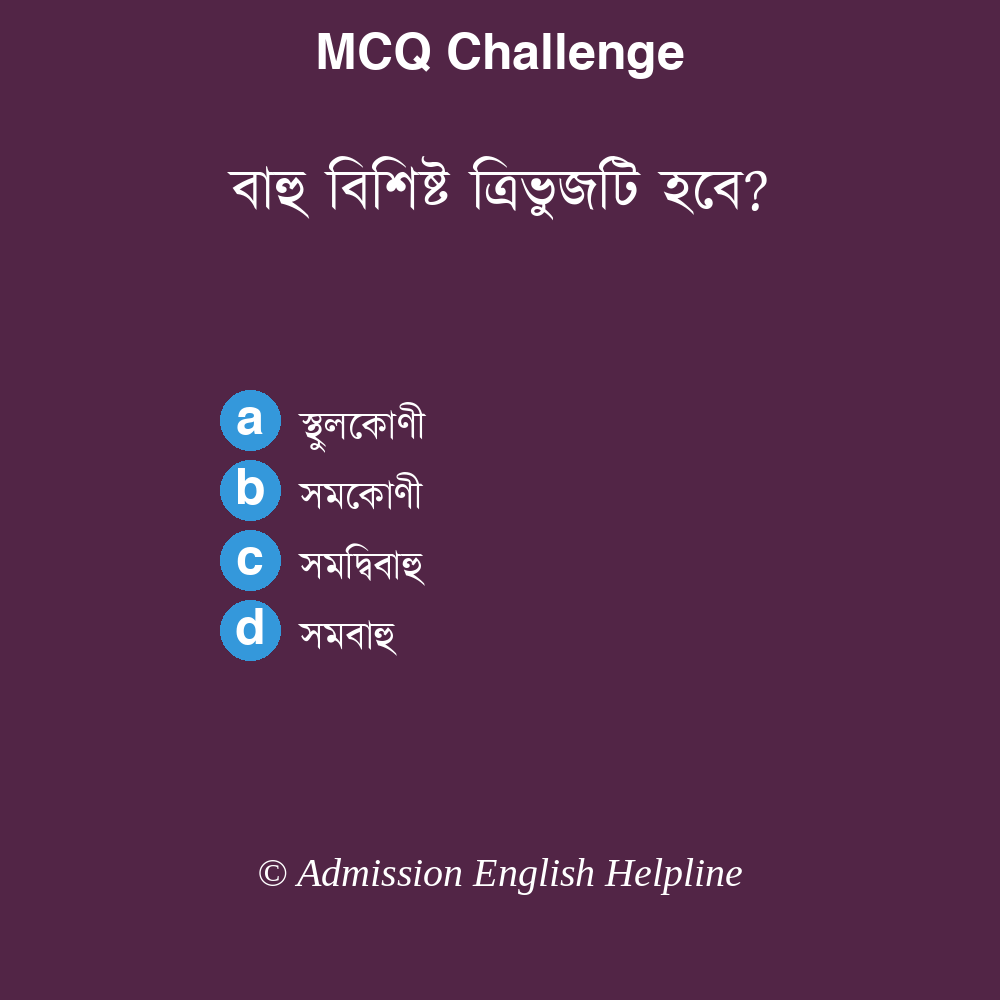 MCQ Challenge
বাহু বিশিষ্ট ত্রিভুজটি হবে?
a স্থুলকোণী
b সমকোণী
c সমদ্বিবাহু
d সমবাহু
© Admission English Helpline